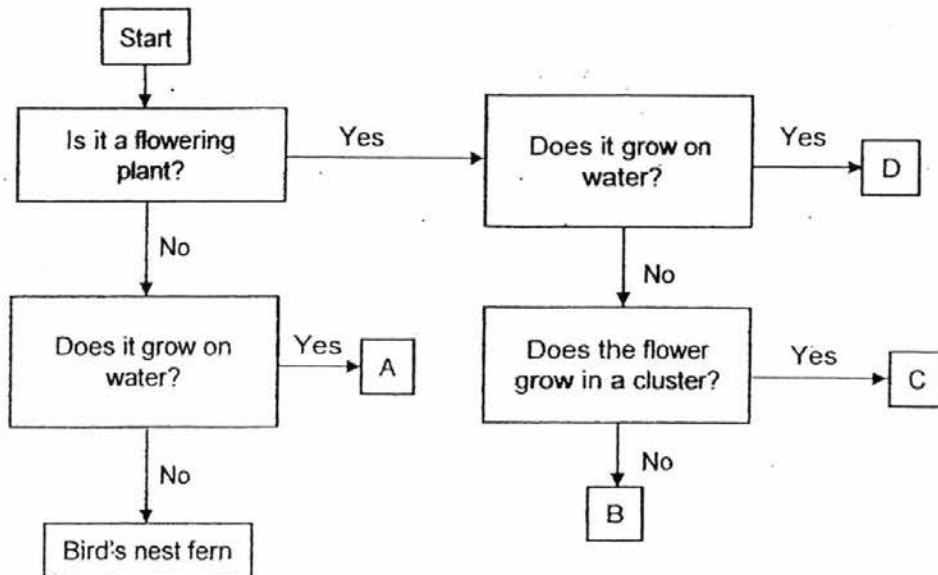 Start
Is it a flowering
plant?
Yes
Does it grow on
water?
Yes
D
No
No
Does it grow on
water?
Yes
A
Does the flower
grow in a cluster?
Yes
C
No
No
B
Bird's nest fern